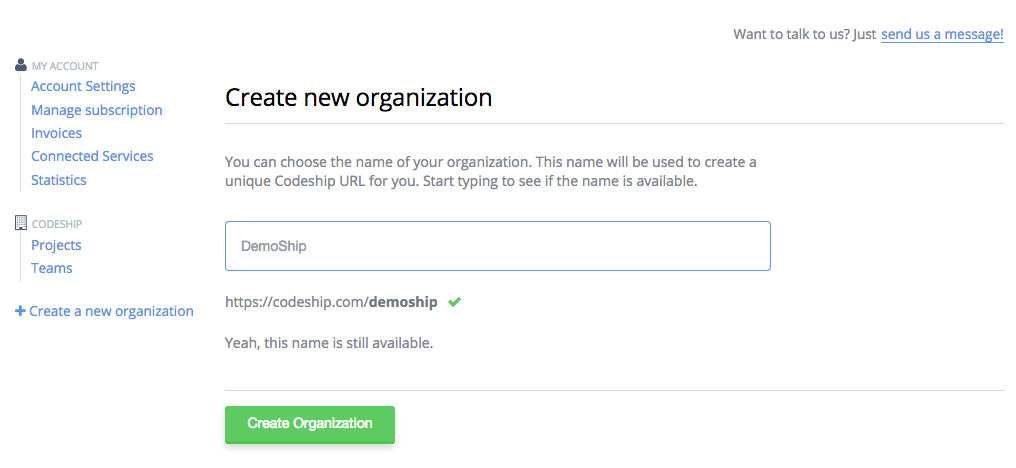 Want to talk to us? Just send us a message!
MY ACCOUNT
Account Settings
Manage subscription
Invoices
Connected Services
Statistics
CODESHIP
Projects
Teams
Create a new organization
Create new organization
You can choose the name of your organization. This name will be used to create a
unique Codeship URL for you. Start typing to see if the name is available.
DemoShip
https://codeship.com/demoship
Yeah, this name is still available.
Create Organization